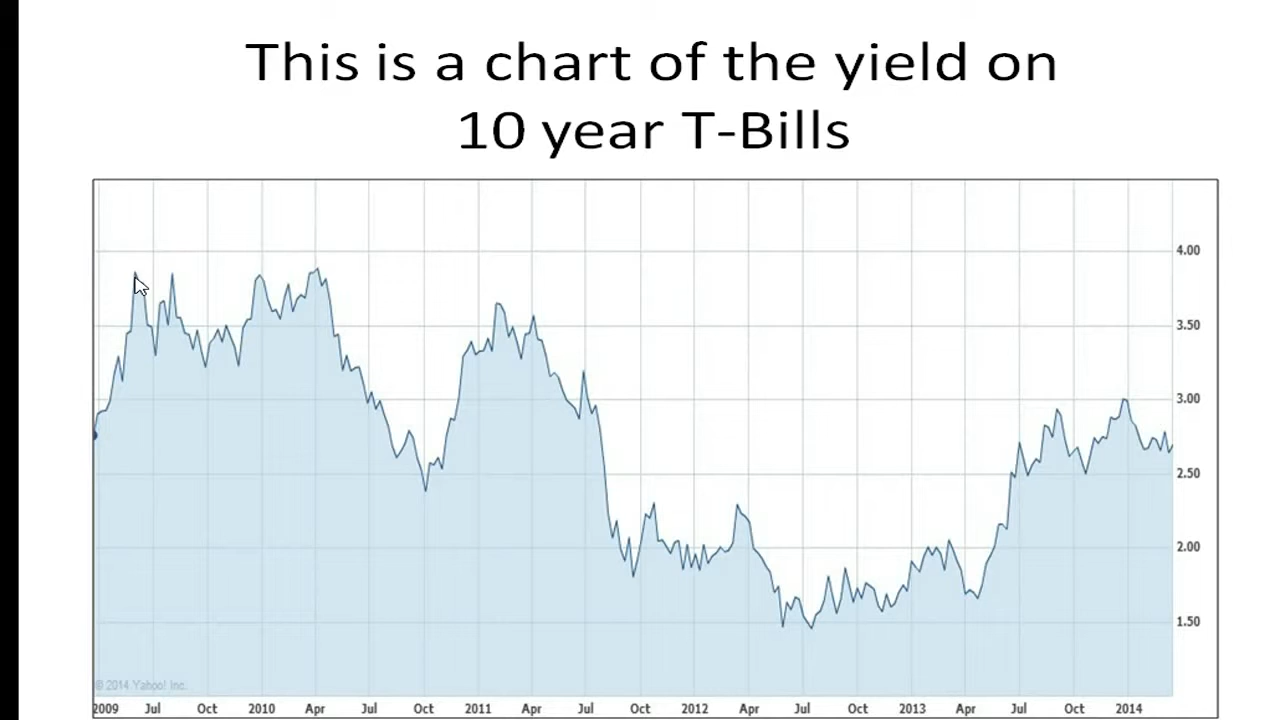 This is a chart of the yield on
10 year T-Bills
4.00
3.50
3.00
2.50
2.00
1.50
© 2014 Yahoo! Inc.
2009 Jul Oct 2010 Apr Jul Oct 2011 Apr Jul Oct 2012 Apr Jul Oct 2013 Apr Jul Oct 2014